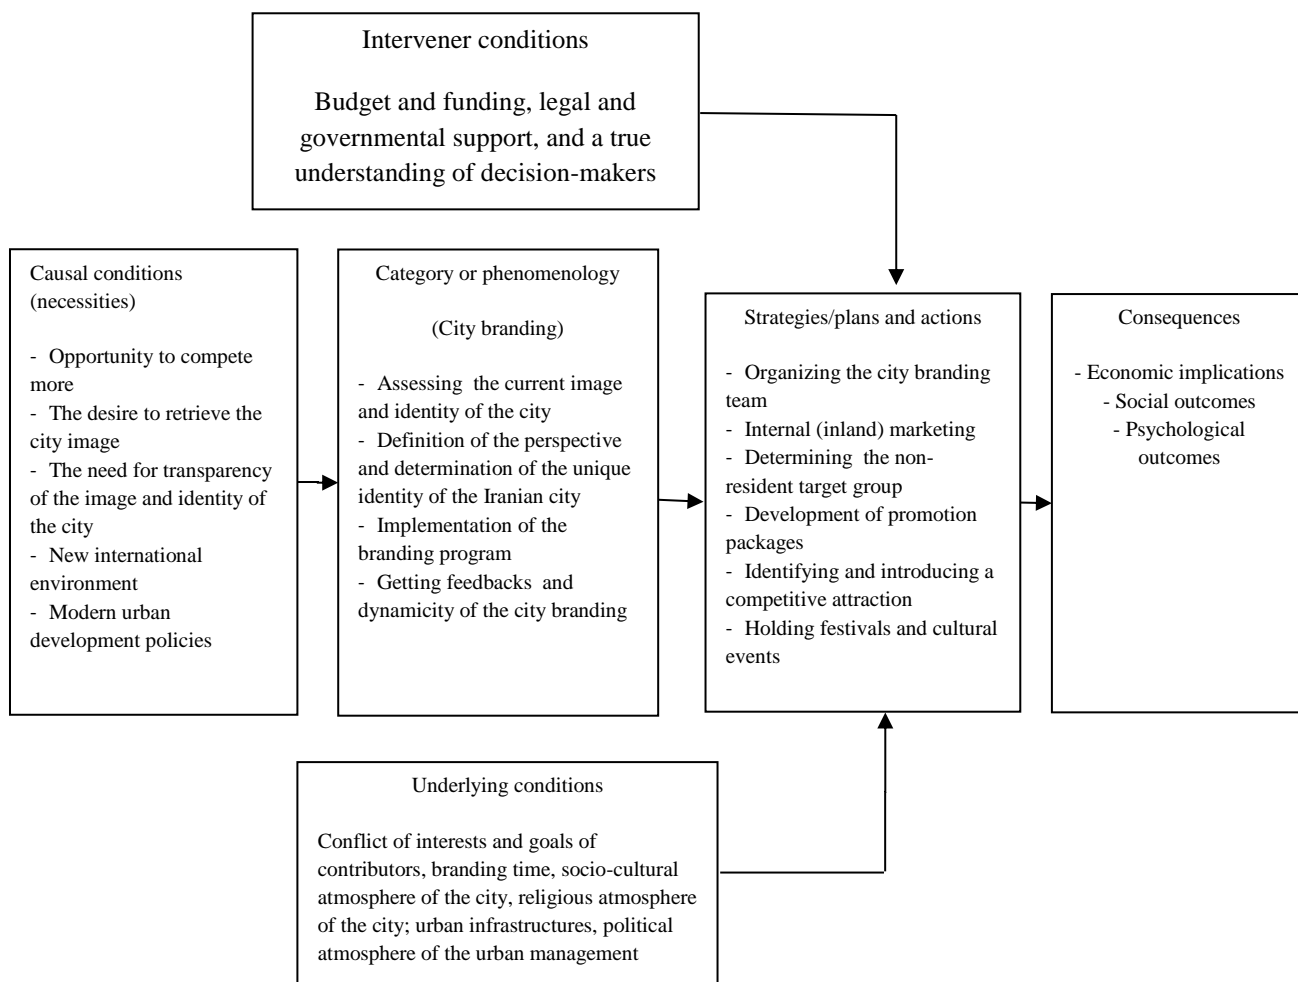 Intervener conditions
Budget and funding, legal and
governmental support, and a true
understanding of decision-makers
Causal conditions
(necessities)
- Opportunity to compete
more
- The desire to retrieve the
city image
- The need for transparency
of the image and identity of
the city
- New international
environment
- Modern urban
development policies
Category or phenomenology
(City branding)
- Assessing the current image
and identity of the city
- Definition of the perspective
and determination of the unique
identity of the Iranian city
- Implementation of the
branding program
- Getting feedbacks and
dynamicity of the city branding
Strategies/plans and actions
- Organizing the city branding
team
- Internal (inland) marketing
- Determining the non-
resident target group
- Development of promotion
packages
- Identifying and introducing a
competitive attraction
- Holding festivals and cultural
events
Consequences
- Economic implications
- Social outcomes
- Psychological
outcomes
Underlying conditions
Conflict of interests and goals of
contributors, branding time, socio-cultural
atmosphere of the city, religious atmosphere
of the city; urban infrastructures, political
atmosphere of the urban management